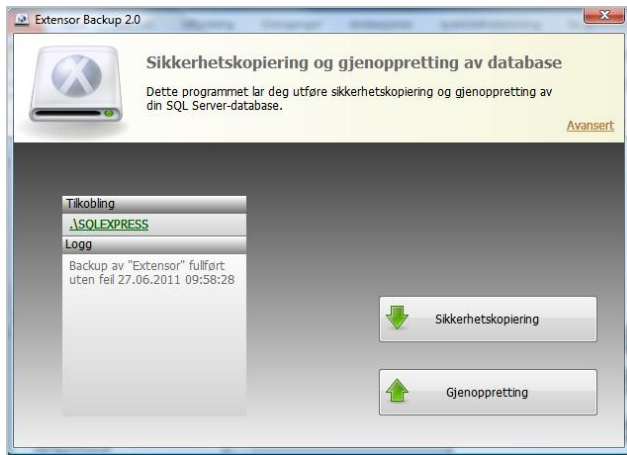 Extensor Backup 2.0
Sikkerhetskopiering og gjenoppretting av database
Dette programmet lar deg utføre sikkerhetskopiering og gjenoppretting av
din SQL Server-database.
Avansert
Tilkobling
.\SQLEXPRESS
Logg
Backup av "Extensor" fullført
uten feil 27.06.2011 09:58:28
Sikkerhetskopiering
Gjenoppretting